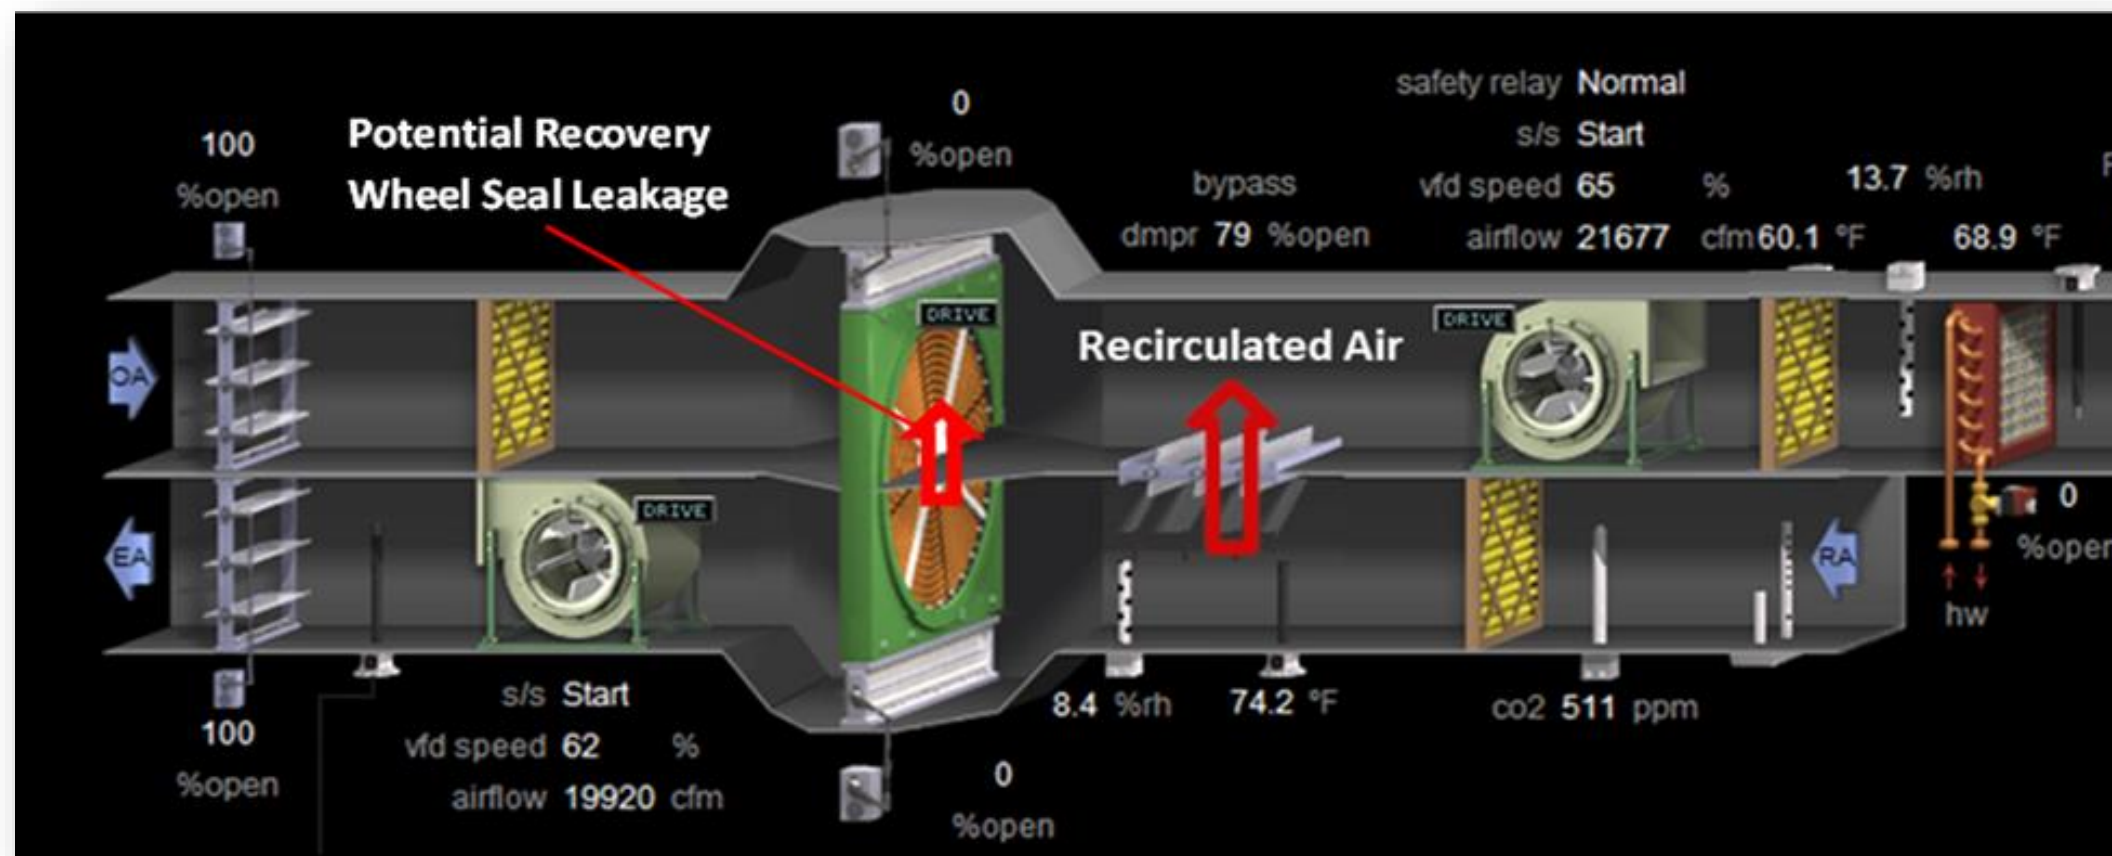 safety relay Normal
0
100
Potential Recovery
s/s Start
%open
%open
Wheel Seal Leakage
bypass
vfd speed 65 %
13.7 %rh
dmpr 79 %open
airflow 21677 cfm 60.1 ºF
68.9 ºF
DRIVE
DRIVE
Recirculated Air
OA
DRIVE
0
EA
RA
hw
s/s Start
8.4 %rh
74.2 ºF
co2 511 ppm
100
vfd speed 62 %
0
%open
airflow 19920 cfm
%open